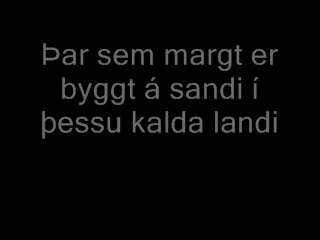 Þar sem margt er
byggt á sandi í
þessu kalda landi